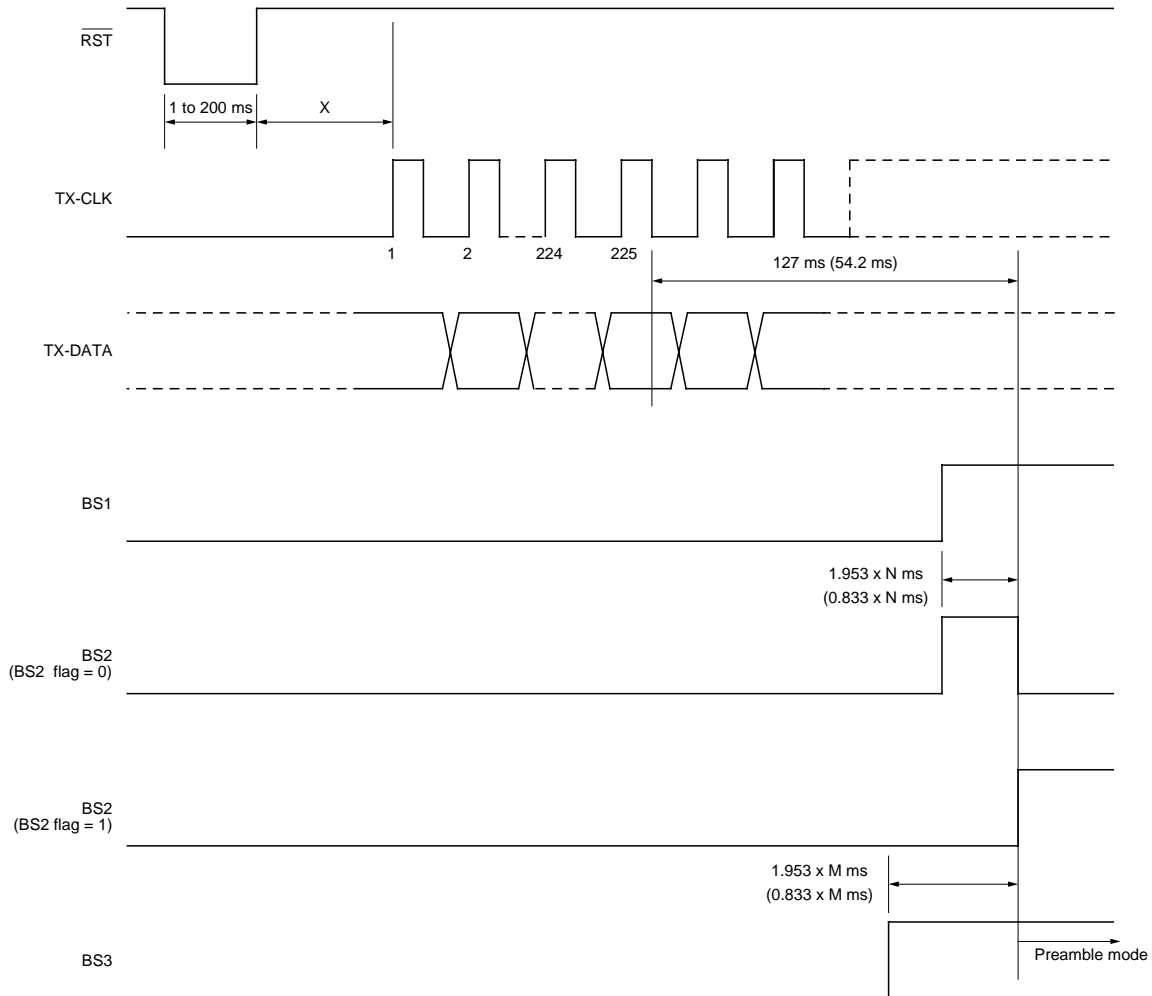 RST
1 to 200 ms
X
TX-CLK
1
2
224
225
127 ms (54.2 ms)
TX-DATA
BS1
1.953 x N ms
(0.833 x N ms)
BS2
(BS2 flag = 0)
BS2
(BS2 flag = 1)
1.953 x M ms
(0.833 x M ms)
BS3
Preamble mode